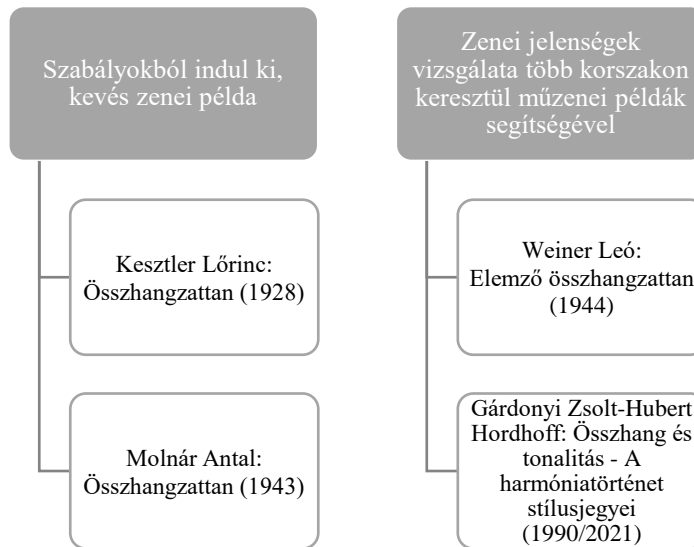 Szabályokból indul ki,
kevés zenei példa
Kesztler Lőrinc:
Összhangzattan (1928)
Molnár Antal:
Összhangzattan (1943)
Zenei jelenségek
vizsgálata több korszakon
keresztül műzenei példák
segítségével
Weiner Leó:
Elemző összhangzattan
(1944)
Gárdonyi Zsolt-Hubert
Hordhoff: Összhang és
tonalitás - A
harmóniatörténet
stílusjegyei
(1990/2021)